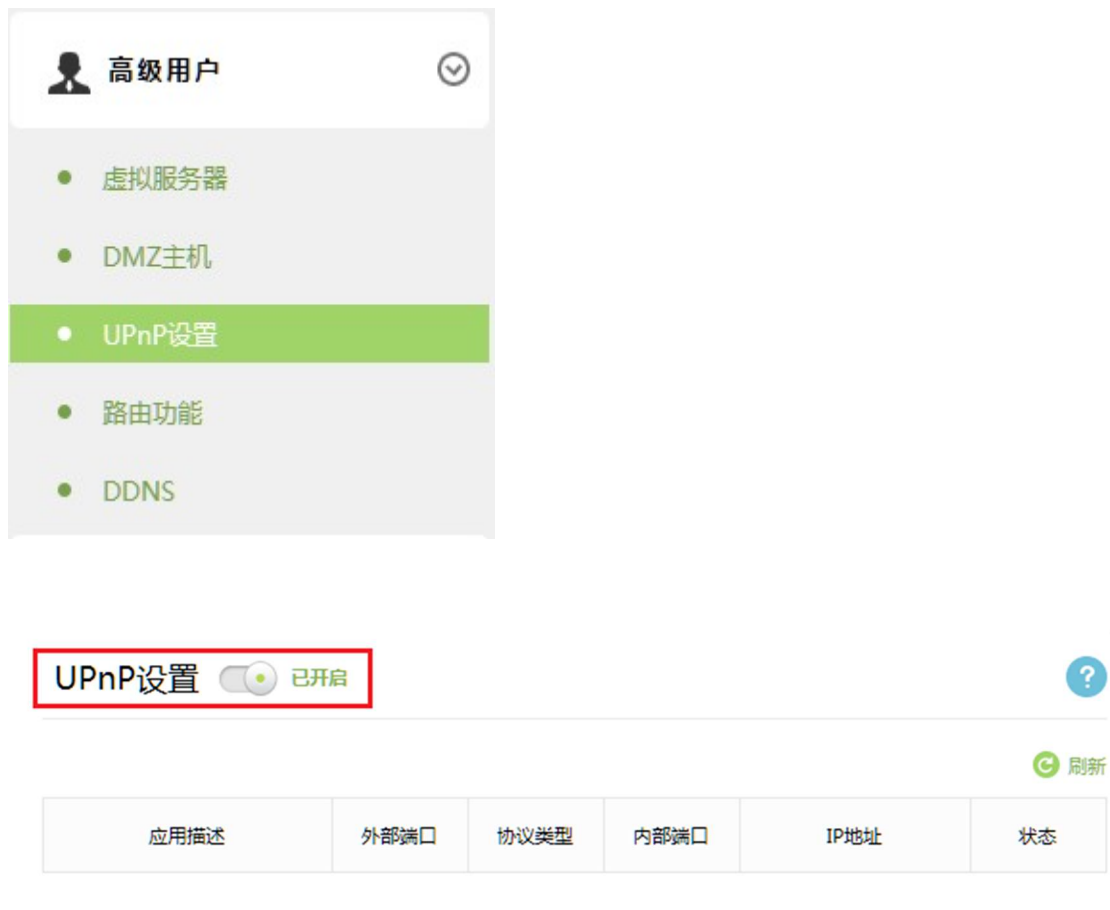 高级用户
虚拟服务器
DMZ主机
UPnP设置
路由功能
DDNS
UPnP设置 已开启 ?
刷新
应用描述 外部端口 协议类型 内部端口 IP地址 状态